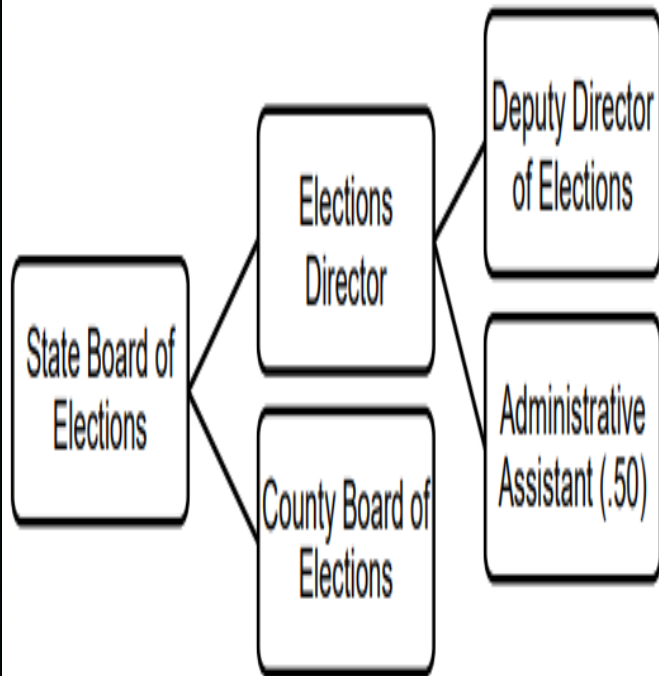 State Board of
Elections
Elections
Director
County Board of
Elections
Deputy Director
of Elections
Administrative
Assistant (.50)